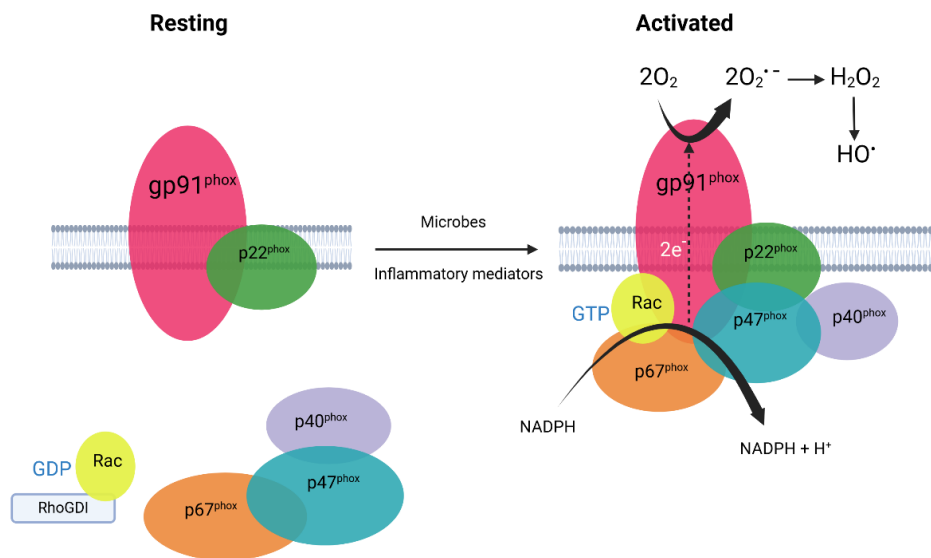 Resting
gp91phox
p22phox
p40phox
GDP
Rac
RhoGDI
p47phox
p67phox
Microbes
Inflammatory mediators
Activated
2O₂
2O₂•⁻
H₂O₂
HO•
gp91phox
2e⁻
p22phox
GTP
Rac
p47phox
p40phox
p67phox
NADPH
NADPH + H⁺